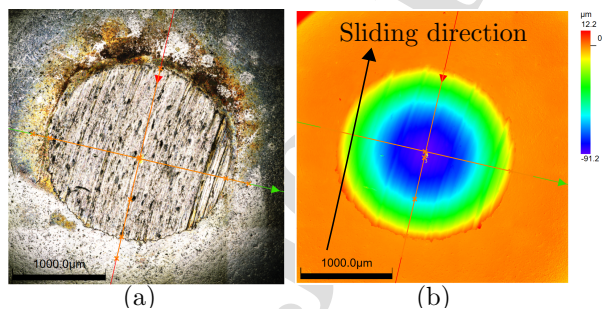 µm
12.2
0
-91.2
Sliding direction
1000.0µm
1000.0µm
(a)
(b)